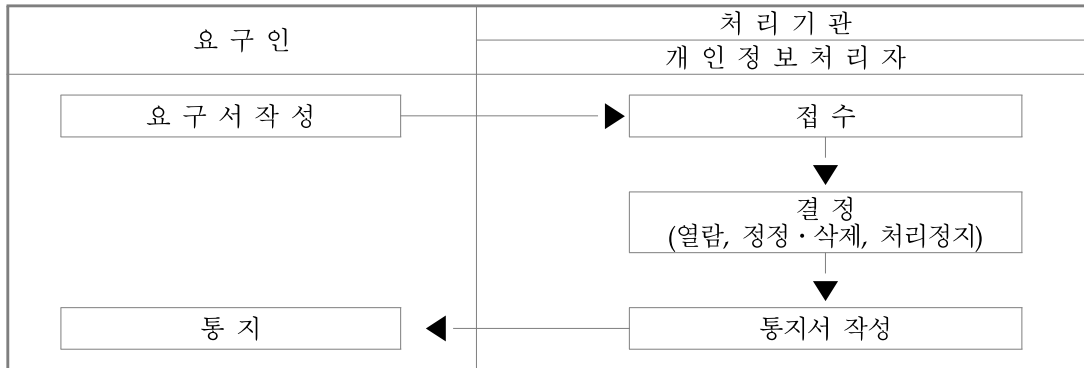 요 구 인
처 리 기 관
개 인 정 보 처 리 자
요 구 서 작 성
접 수
결 정
(열람, 정정 · 삭제, 처리정지)
통 지
통지서 작성